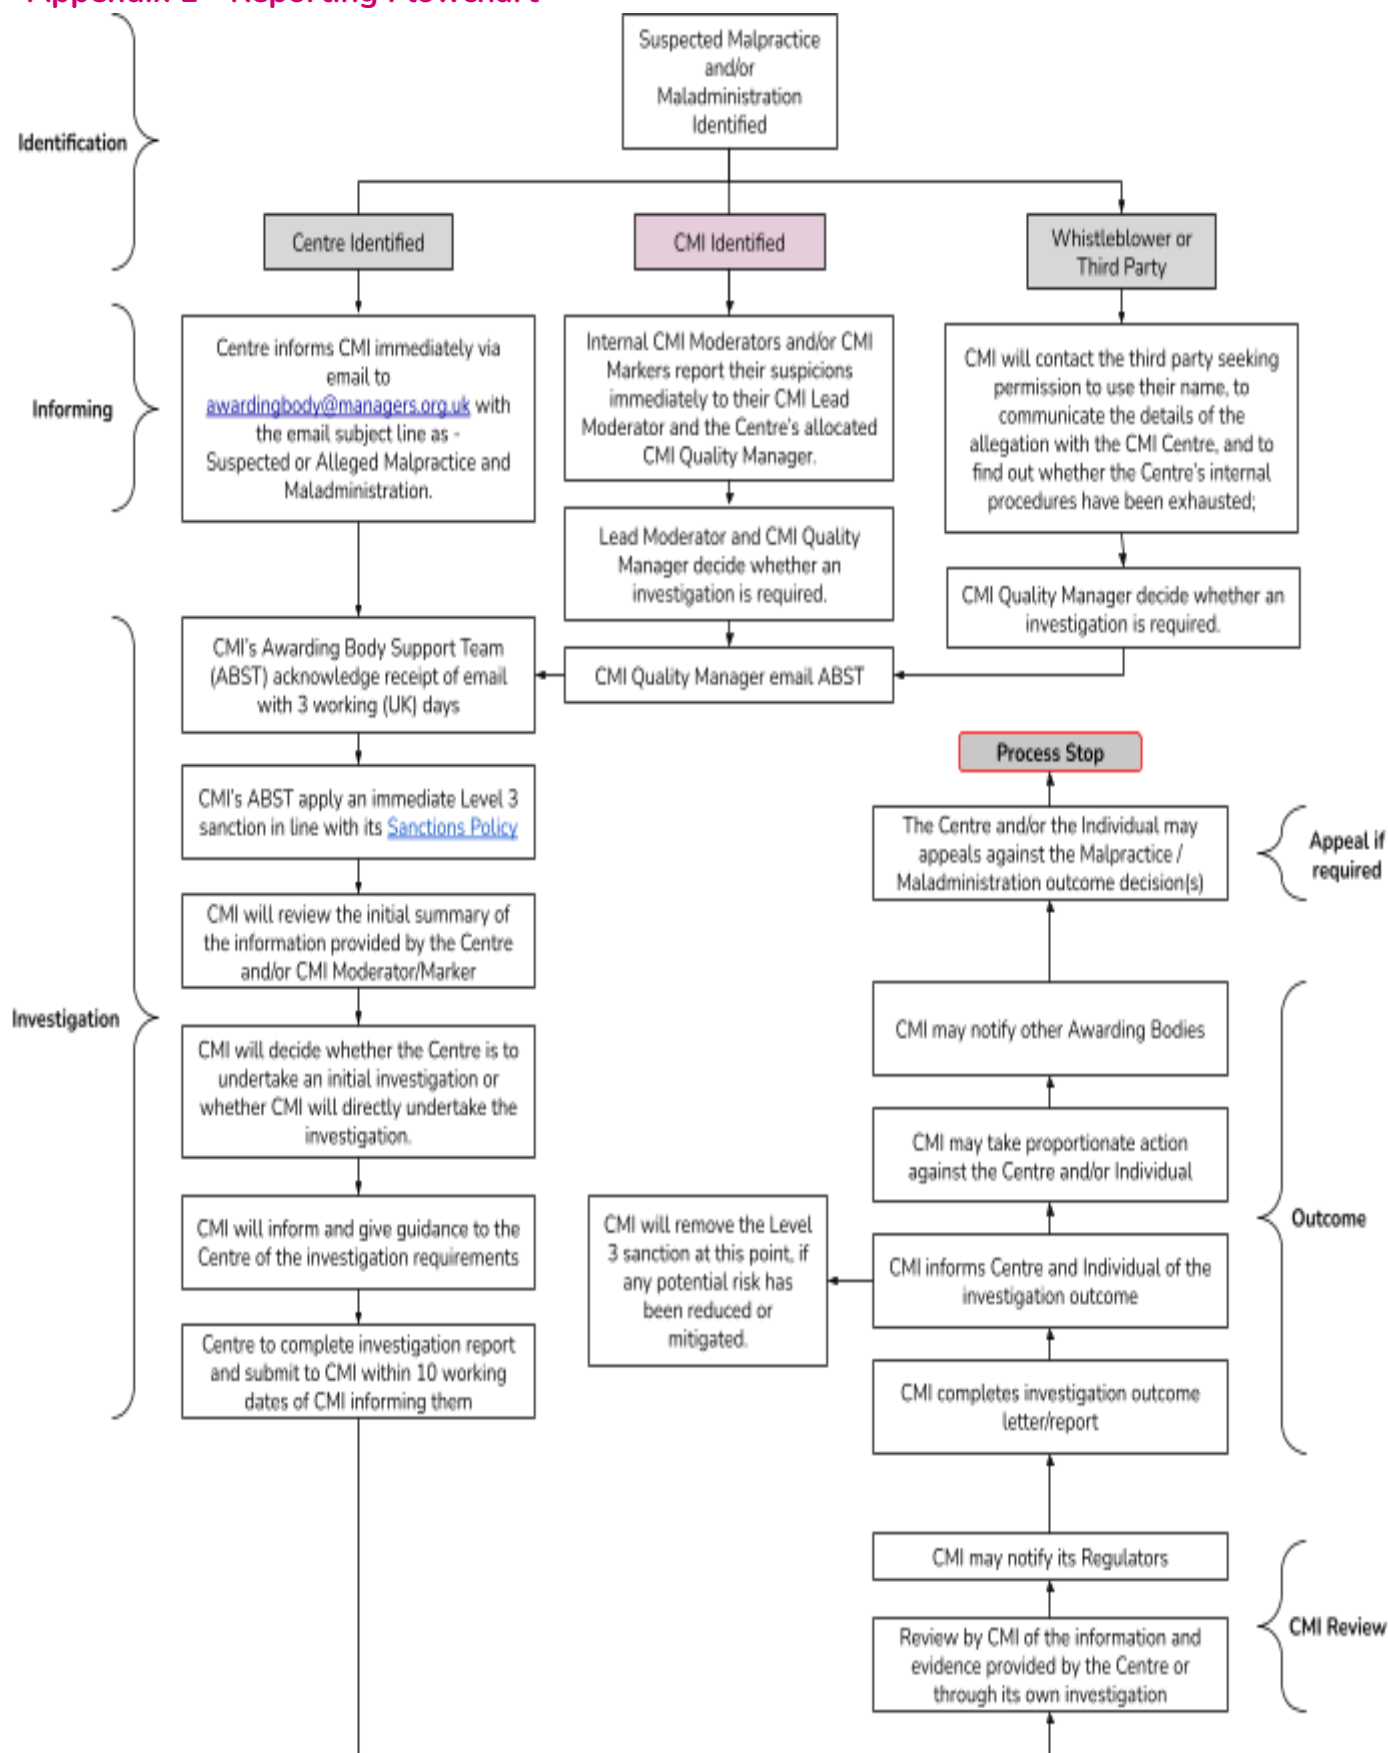 Suspected Malpractice
and/or
Maladministration
Identified
Identification
Centre Identified
CMI Identified
Whistleblower or
Third Party
Informing
Centre informs CMI immediately via
email to
awardingbody@managers.org.uk with
the email subject line as -
Suspected or Alleged Malpractice and
Maladministration.
Internal CMI Moderators and/or CMI
Markers report their suspicions
immediately to their CMI Lead
Moderator and the Centre's allocated
CMI Quality Manager.
CMI will contact the third party seeking
permission to use their name, to
communicate the details of the
allegation with the CMI Centre, and to
find out whether the Centre's internal
procedures have been exhausted;
Lead Moderator and CMI Quality
Manager decide whether an
investigation is required.
CMI Quality Manager decide whether an
investigation is required.
CMI Quality Manager email ABST
Investigation
CMI's Awarding Body Support Team
(ABST) acknowledge receipt of email
with 3 working (UK) days
CMI's ABST apply an immediate Level 3
sanction in line with its Sanctions Policy
CMI will review the initial summary of
the information provided by the Centre
and/or CMI Moderator/Marker
CMI will decide whether the Centre is to
undertake an initial investigation or
whether CMI will directly undertake the
investigation.
CMI will inform and give guidance to the
Centre of the investigation requirements
Centre to complete investigation report
and submit to CMI within 10 working
dates of CMI informing them
Process Stop
The Centre and/or the Individual may
appeals against the Malpractice /
Maladministration outcome decision(s)
Appeal if
required
CMI may notify other Awarding Bodies
CMI may take proportionate action
against the Centre and/or Individual
Outcome
CMI will remove the Level
3 sanction at this point, if
any potential risk has
been reduced or
mitigated.
CMI informs Centre and Individual of the
investigation outcome
CMI completes investigation outcome
letter/report
CMI may notify its Regulators
CMI Review
Review by CMI of the information and
evidence provided by the Centre or
through its own investigation